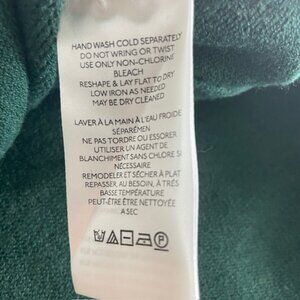 HAND WASH COLD SEPARATELY
DO NOT WRING OR TWIST
USE ONLY NON-CHLORINE
BLEACH
RESHAPE & LAY FLAT TO DRY
LOW IRON AS NEEDED
MAY BE DRY CLEANED
LAVER À LA MAIN À L'EAU FROIDE
SÉPARÉMEN
NE PAS TORDRE OU ESSORER
UTILISER UN AGENT DE
BLANCHIMENT SANS CHLORE SI
NÉCESSAIRE
REMODELER ET SÉCHER À PLAT
REPASSER, AU BESOIN, À TRÈS
BASSE TEMPÉRATURE
PEUT-ÊTRE ÊTRE NETTOYÉE
A SEC
P